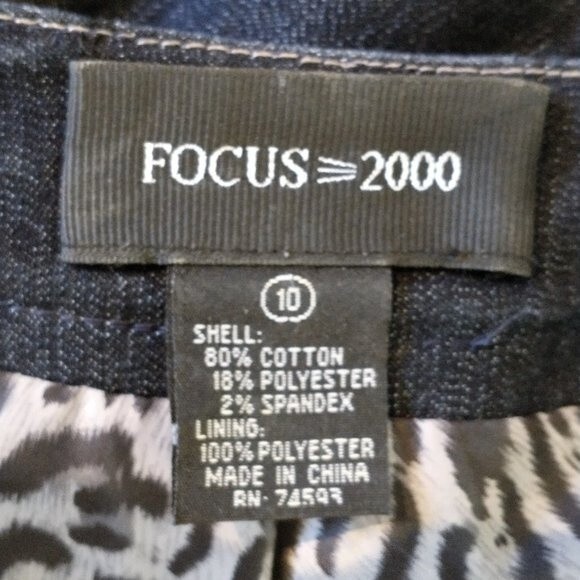 FOCUS 2000
10
SHELL:
80% COTTON
18% POLYESTER
2% SPANDEX
LINING:
100% POLYESTER
MADE IN CHINA
RN: 74593